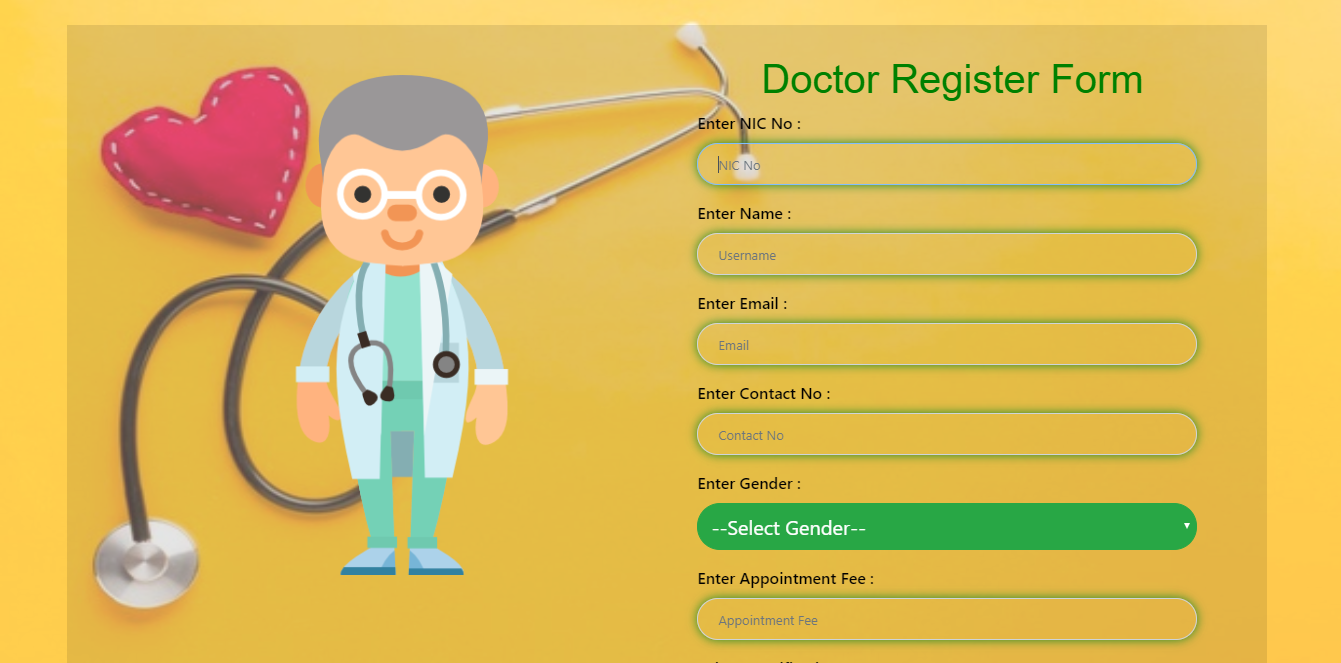 Doctor Register Form
Enter NIC No :
NIC No
Enter Name :
Username
Enter Email :
Email
Enter Contact No :
Contact No
Enter Gender :
--Select Gender--
Enter Appointment Fee :
Appointment Fee